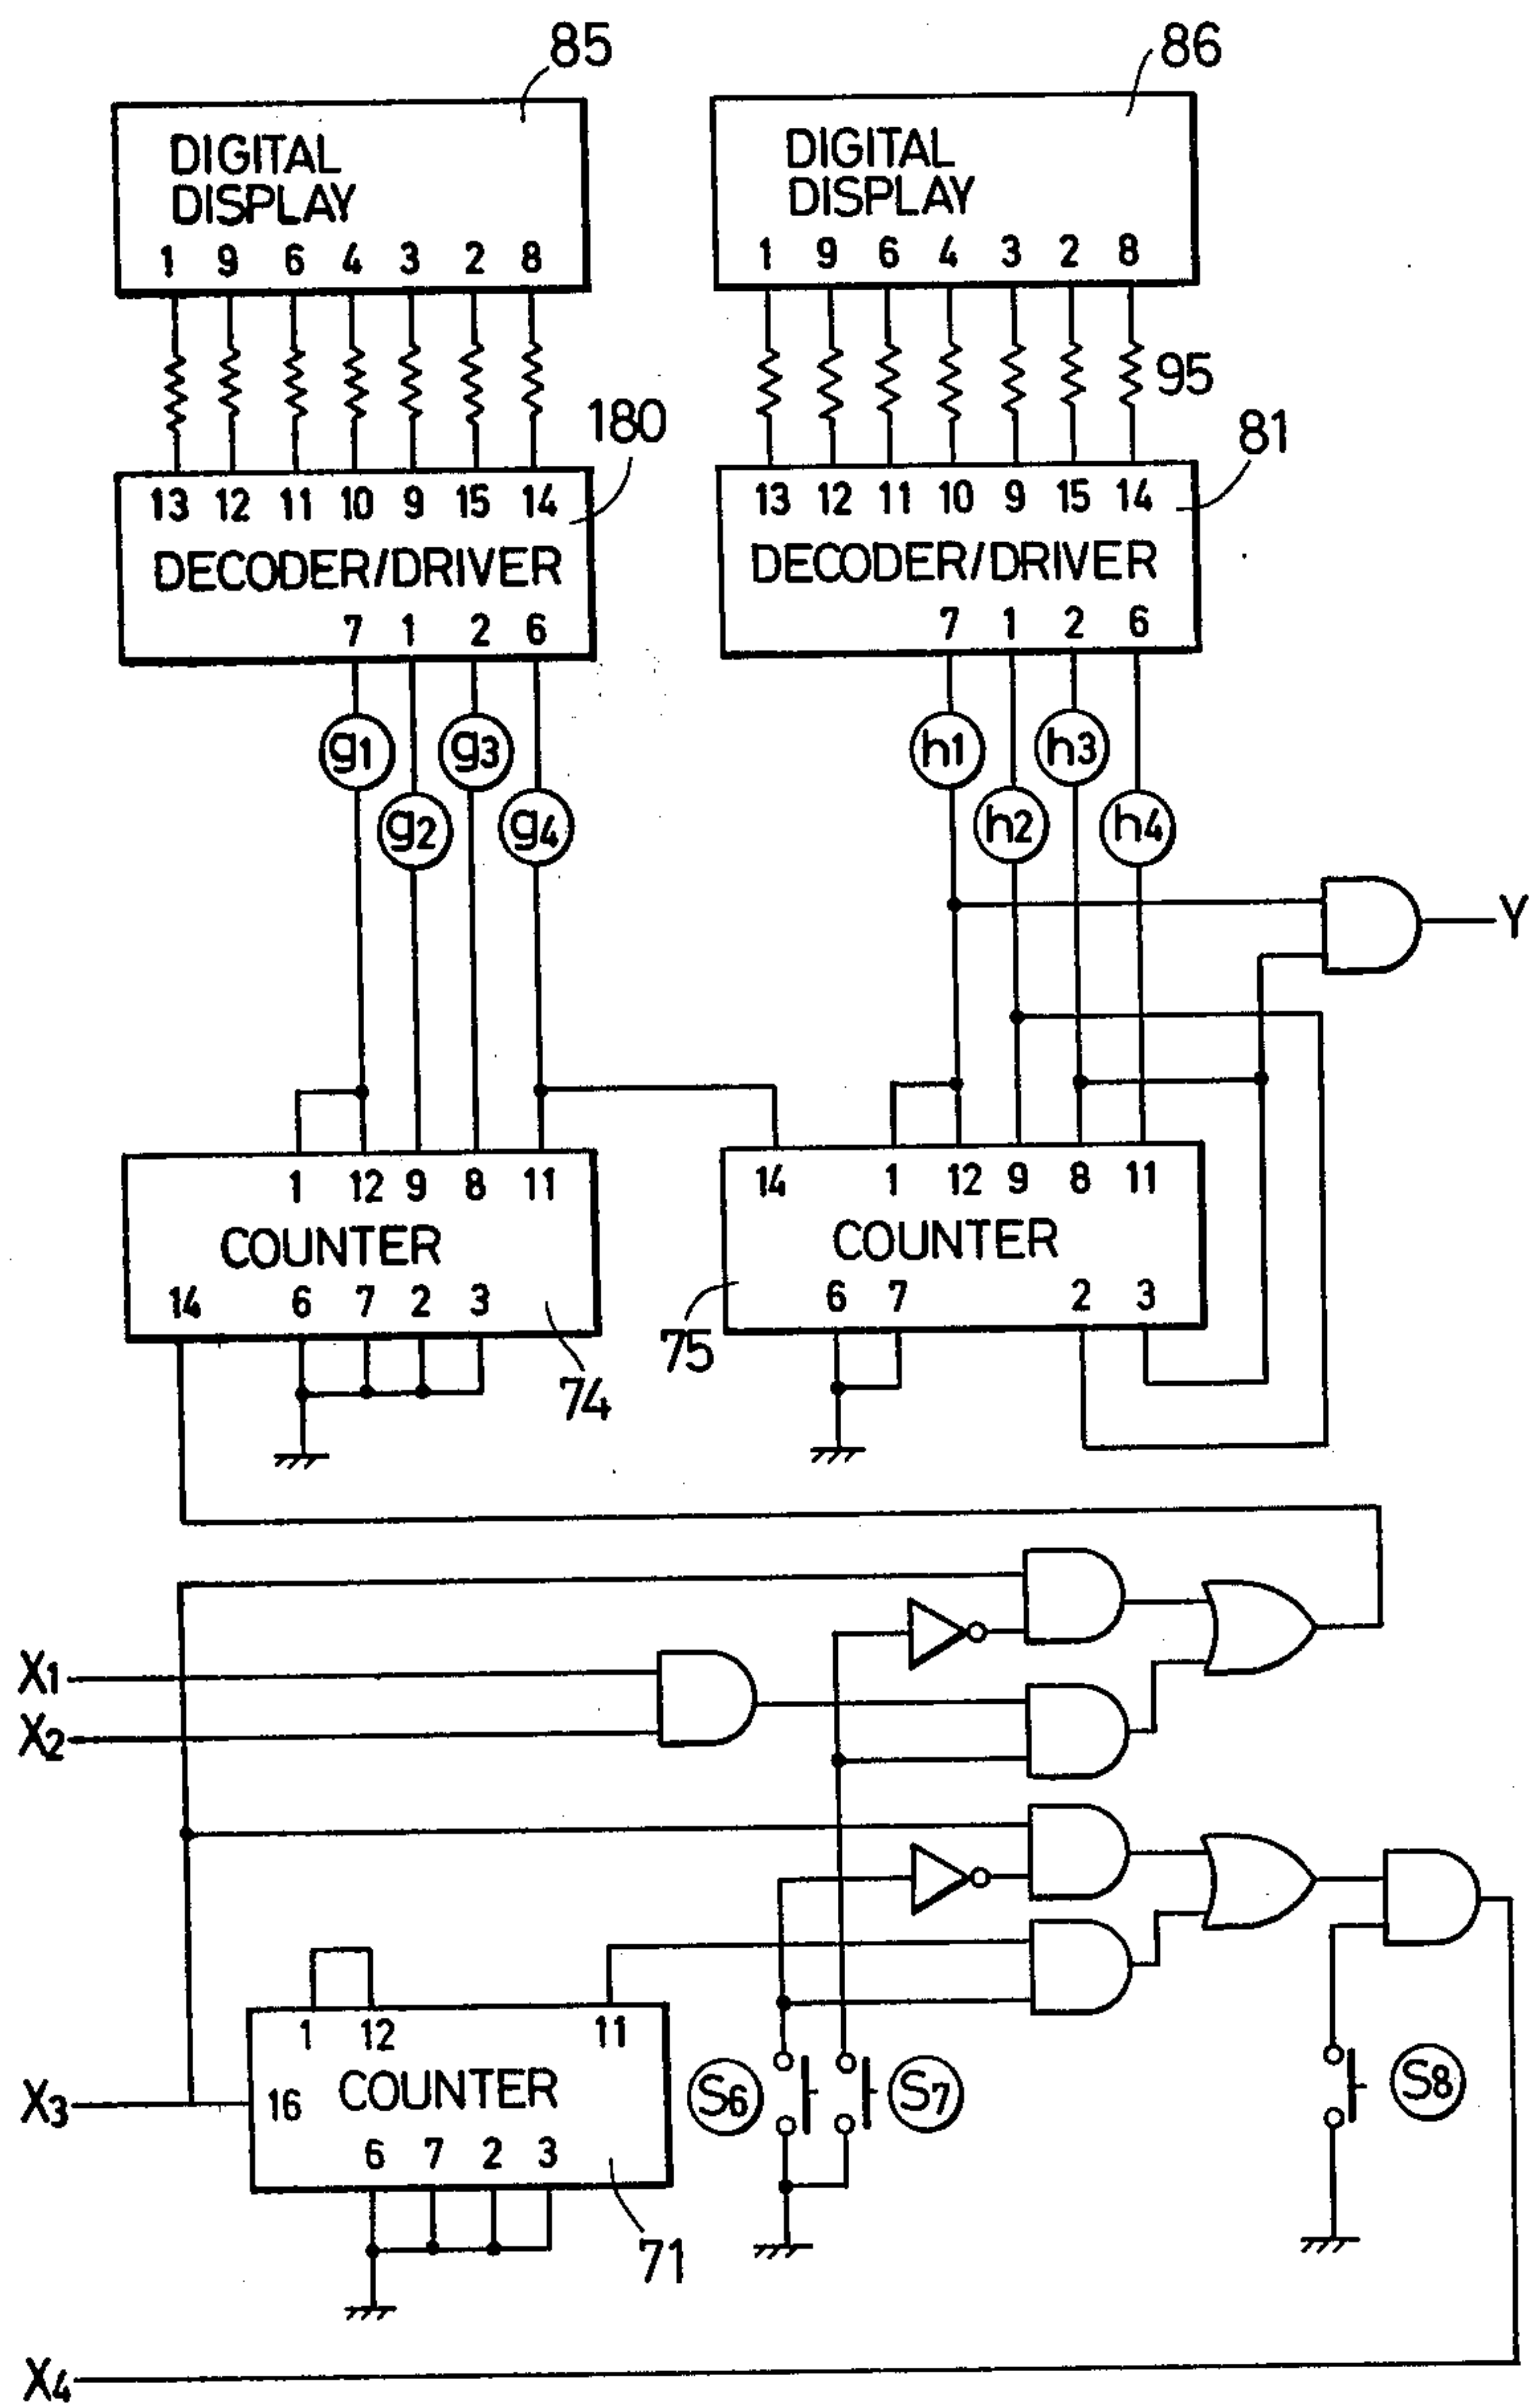 85
86
DIGITAL
DISPLAY
1 9 6 4 3 2 8
DIGITAL
DISPLAY
1 9 6 4 3 2 8
95
180
81
13 12 11 10 9 15 14
DECODER/DRIVER
7 1 2 6
13 12 11 10 9 15 14
DECODER/DRIVER
7 1 2 6
g1 g3
g2 g4
h1 h3
h2 h4
Y
1 12 9 8 11
COUNTER
14 6 7 2 3
74
14 1 12 9 8 11
COUNTER
6 7 2 3
75
X1
X2
1 12 11
COUNTER
16
6 7 2 3
71
X3
S6 S7
S8
X4